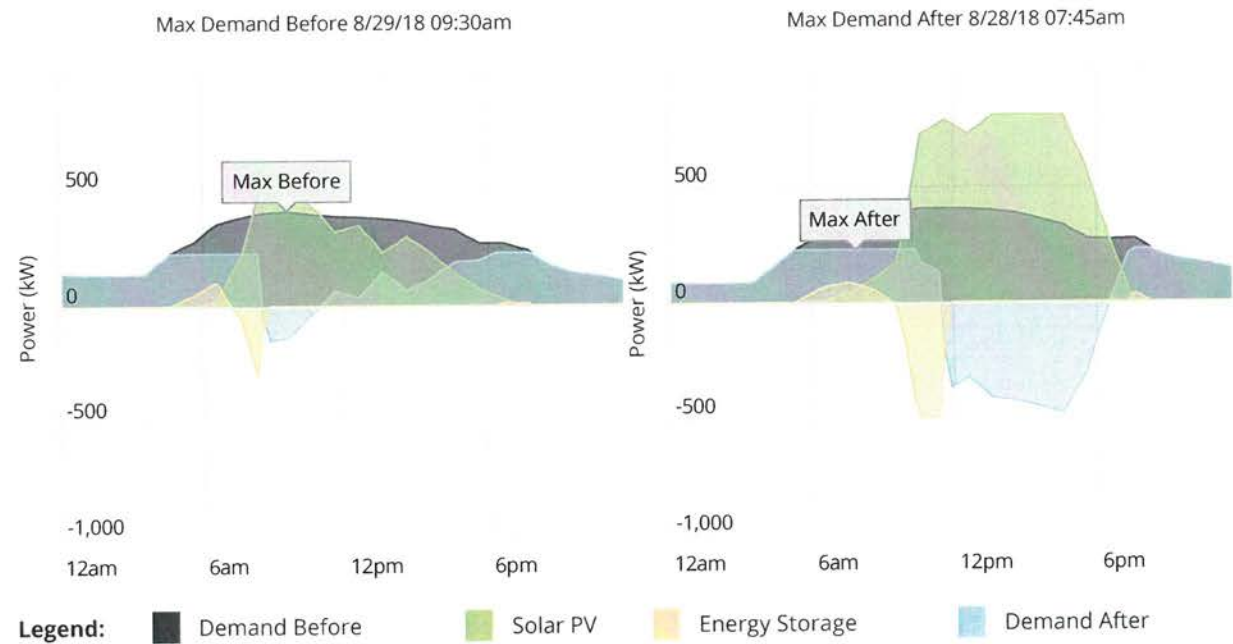 Max Demand Before 8/29/18 09:30am
Max Before
500
0
-500
-1,000
Power (kW)
12am 6am 12pm 6pm
Max Demand After 8/28/18 07:45am
Max After
500
0
-500
-1,000
Power (kW)
12am 6am 12pm 6pm
Legend: Demand Before Solar PV Energy Storage Demand After